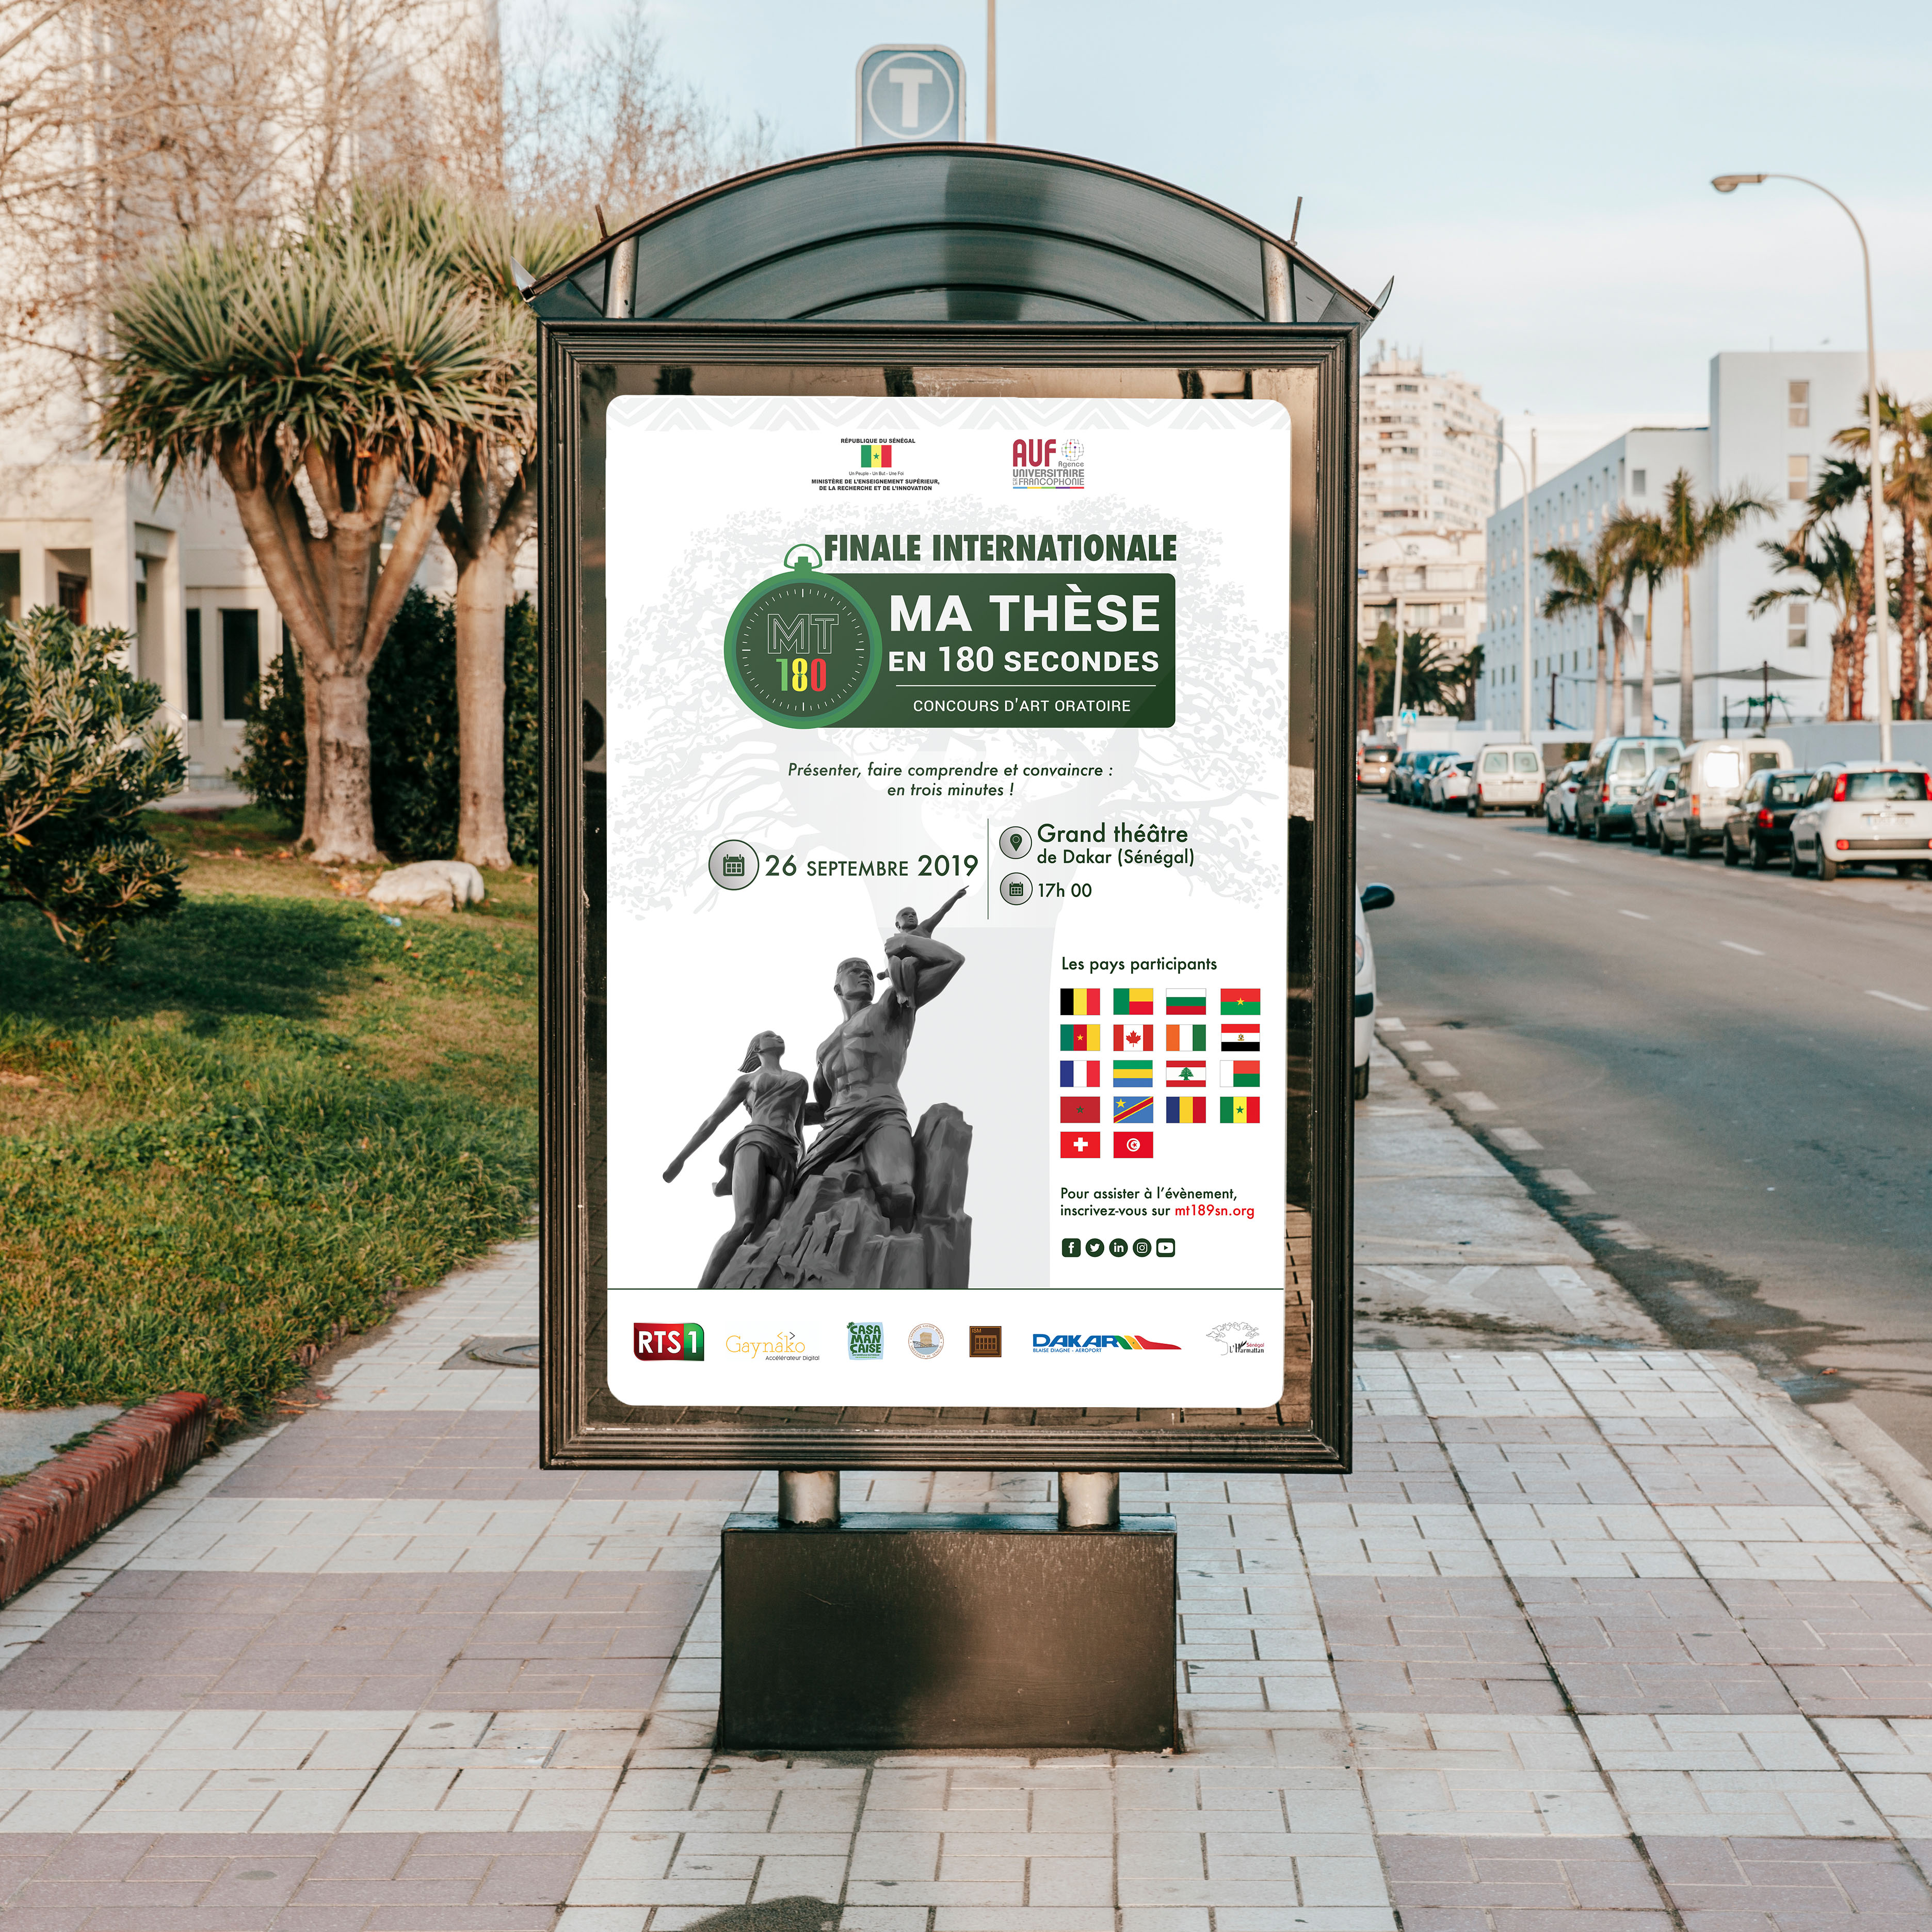 T
RÉPUBLIQUE DU SÉNÉGAL
Un Peuple - Un But - Une Foi
MINISTÈRE DE L'ENSEIGNEMENT SUPÉRIEUR,
DE LA RECHERCHE ET DE L'INNOVATION
AUF
Agence
UNIVERSITAIRE
DE LA FRANCOPHONIE
FINALE INTERNATIONALE
MT
180
MA THÈSE
EN 180 SECONDES
CONCOURS D'ART ORATOIRE
Présenter, faire comprendre et convaincre :
en trois minutes !
26 SEPTEMBRE 2019
Grand théâtre
de Dakar (Sénégal)
17h 00
Les pays participants
Pour assister à l'évènement,
inscrivez-vous sur mt189sn.org
RTS1
Gaynáko
Accélérateur Digital
CASA
MAN
CAISE
DAKAR
BLAISE DIAGNE - AÉROPORT
Sénégal
L'Harmattan